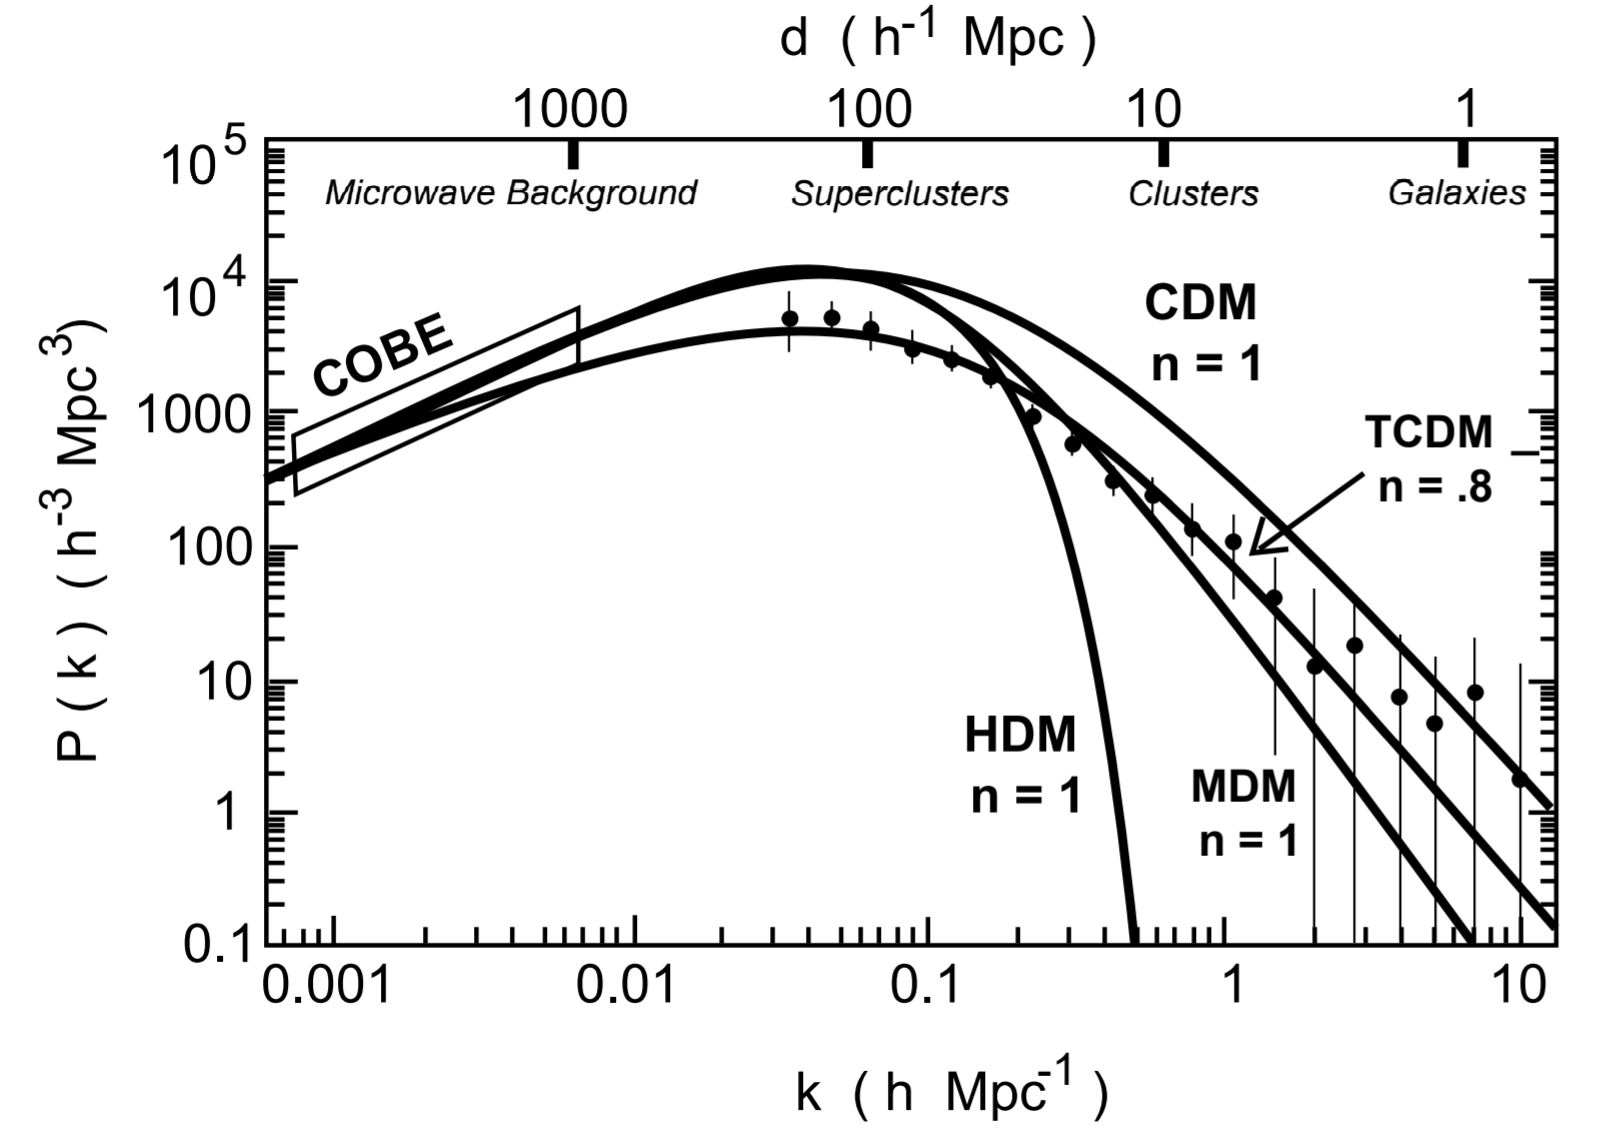 d ( h-1 Mpc )
1000 100 10 1
Microwave Background Superclusters Clusters Galaxies
10 5
10 4
1000
100
10
1
0.1
P ( k ) ( h-3 Mpc 3 )
COBE
CDM
n = 1
TCDM
n = .8
HDM
n = 1
MDM
n = 1
0.001 0.01 0.1 1 10
k ( h Mpc-1 )